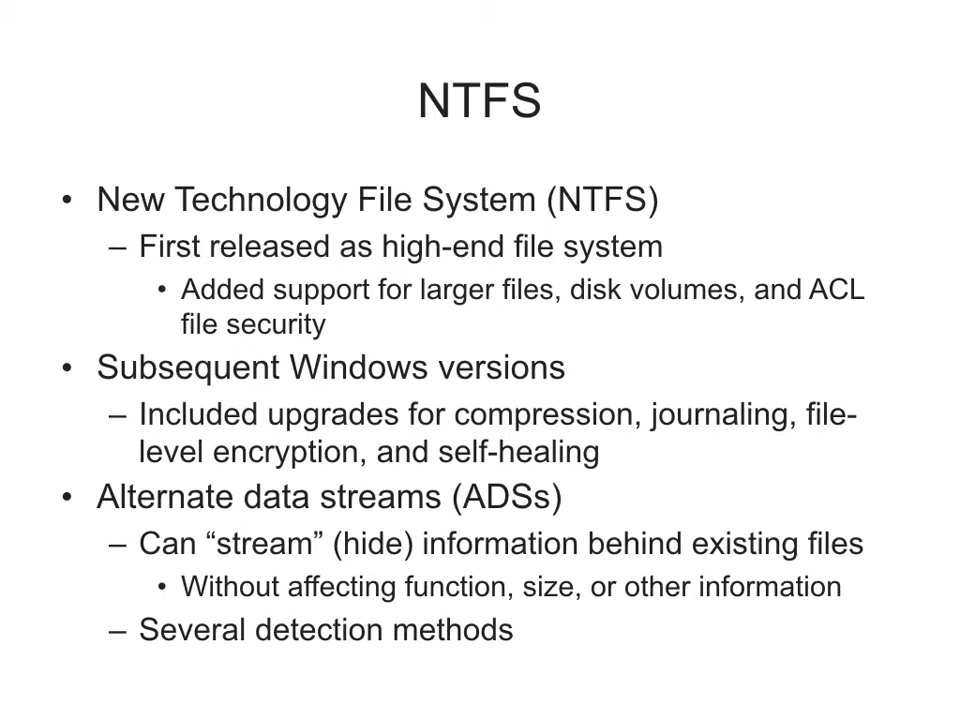 NTFS
• New Technology File System (NTFS)
– First released as high-end file system
• Added support for larger files, disk volumes, and ACL
file security
• Subsequent Windows versions
– Included upgrades for compression, journaling, file-
level encryption, and self-healing
• Alternate data streams (ADSs)
– Can “stream” (hide) information behind existing files
• Without affecting function, size, or other information
– Several detection methods